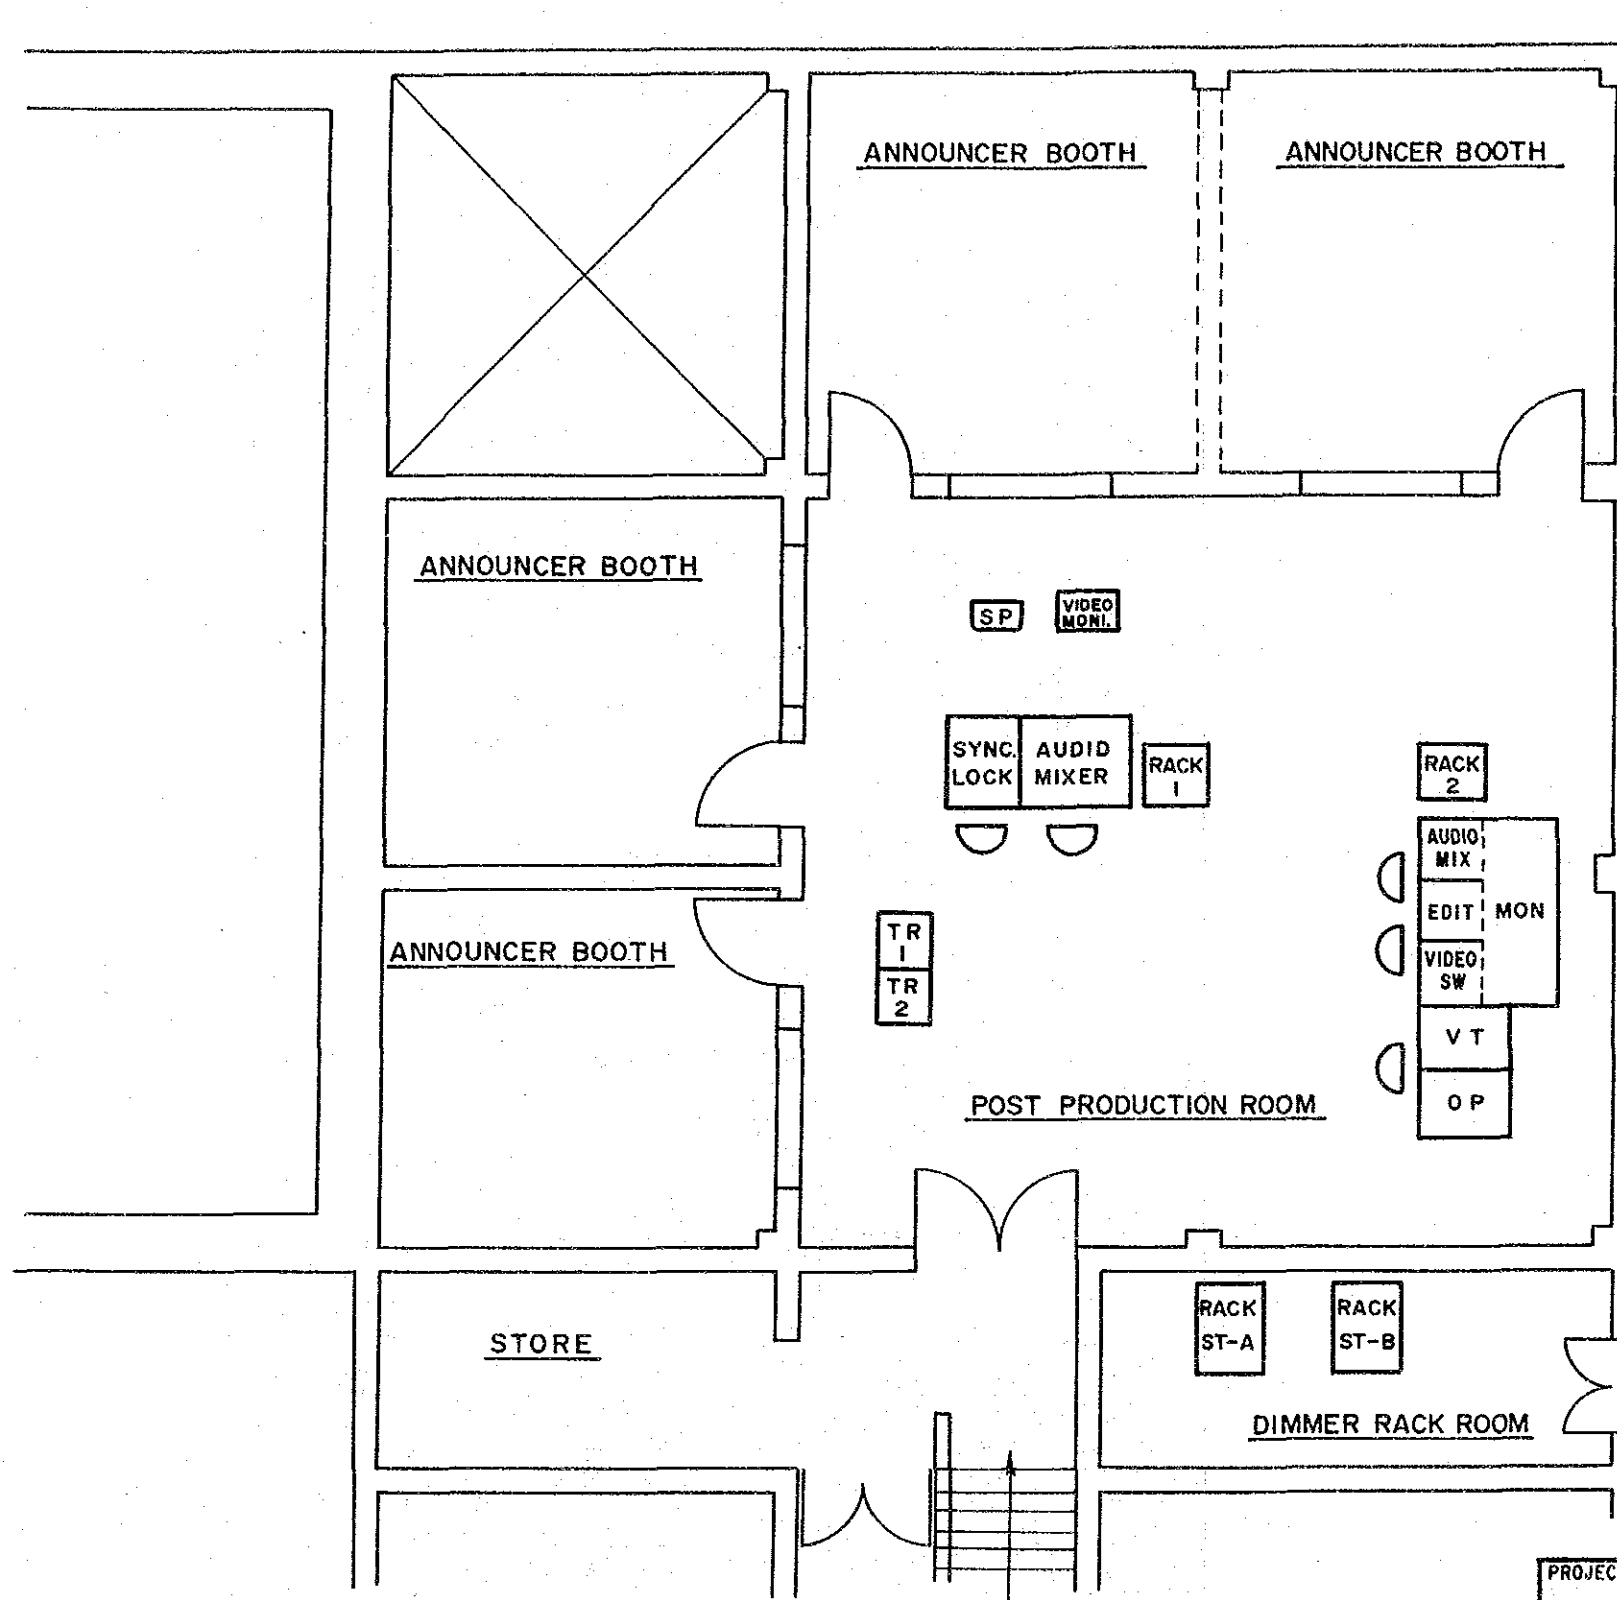 ANNOUNCER BOOTH
ANNOUNCER BOOTH
ANNOUNCER BOOTH
SP
VIDEO
MONI.
SYNC.
LOCK
AUDID
MIXER
RACK
1
RACK
2
AUDIO
MIX
EDIT
MON
VIDEO
SW
ANNOUNCER BOOTH
TR
1
TR
2
VT
OP
POST PRODUCTION ROOM
STORE
RACK
ST-A
RACK
ST-B
DIMMER RACK ROOM
PROJEC